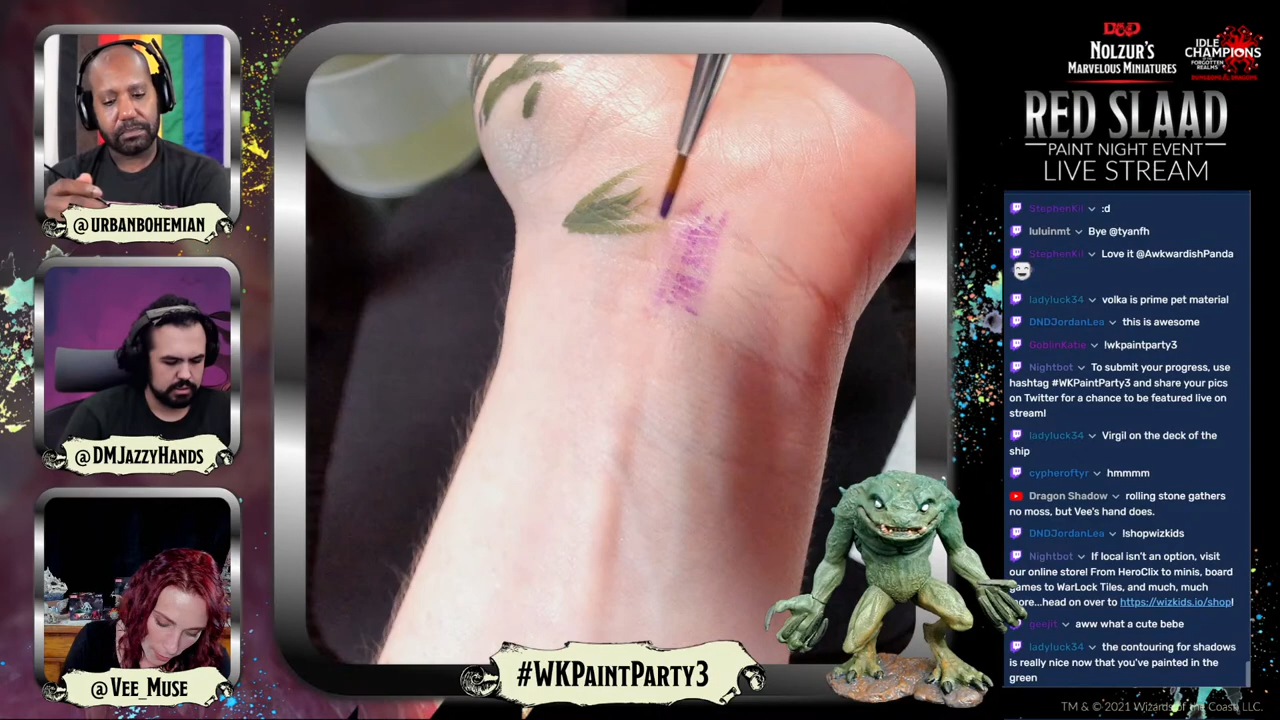 @URBANBOHEMIAN
@DMJAZZYHANDS
@VEE_MUSE
#WKPAINTPARTY3
D&D
NOLZUR'S
MARVELOUS MINIATURES
IDLE
CHAMPIONS
OF THE
FORGOTTEN
REALMS
DUNGEONS & DRAGONS
RED SLAAD
PAINT NIGHT EVENT
LIVE STREAM
StephenKil :d
luluinmt Bye @tyanfh
StephenKil Love it @AwkwardishPanda
ladyluck34 volka is prime pet material
DNDJordanLea this is awesome
GoblinKatie !wkpaintparty3
Nightbot To submit your progress, use
hashtag #WKPaintParty3 and share your pics
on Twitter for a chance to be featured live on
stream!
ladyluck34 Virgil on the deck of the
ship
cypheroftyr hmmmm
Dragon Shadow rolling stone gathers
no moss, but Vee's hand does.
DNDJordanLea !shopwizkids
Nightbot If local isn't an option, visit
our online store! From HeroClix to minis, board
games to WarLock Tiles, and much, much
more...head on over to https://wizkids.io/shop!
geejit aww what a cute bebe
ladyluck34 the contouring for shadows
is really nice now that you've painted in the
green
TM & © 2021 Wizards of the Coast LLC.